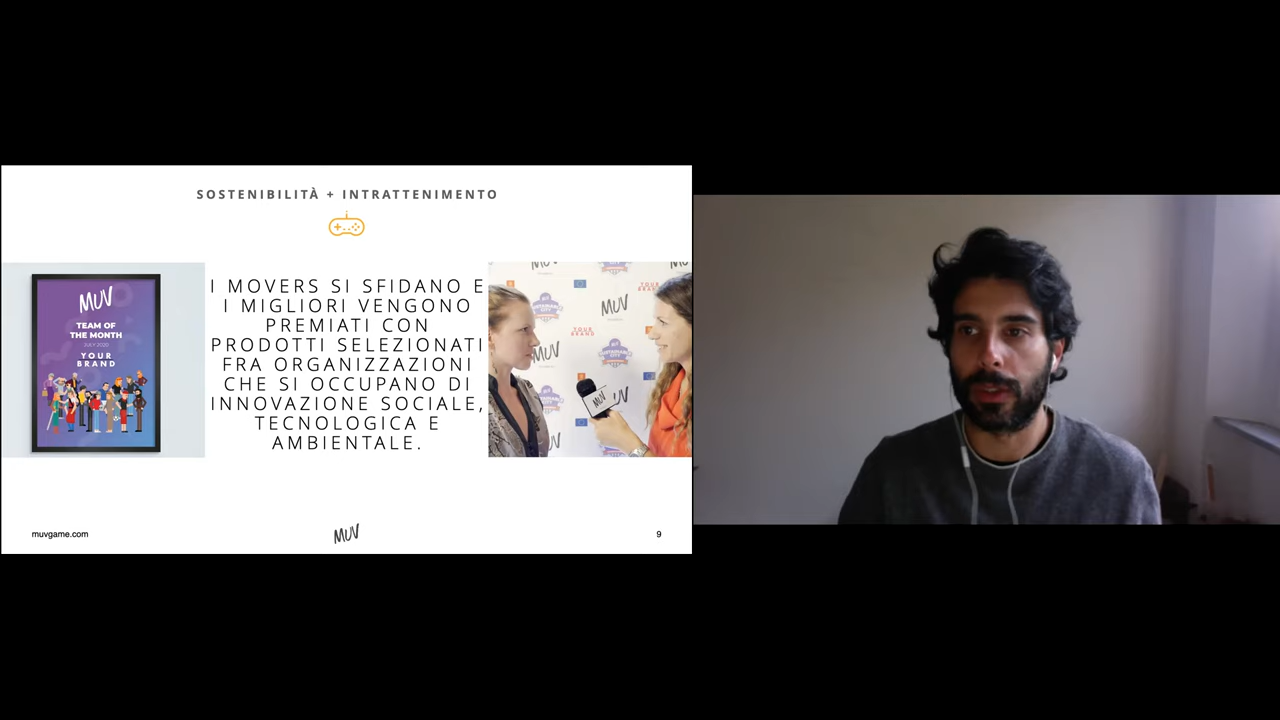 SOSTENIBILITÀ + INTRATTENIMENTO
MUV
TEAM OF
THE MONTH
JULY 2020
YOUR
BRAND
I MOVERS SI SFIDANO E
I MIGLIORI VENGONO
PREMIATI CON
PRODOTTI SELEZIONATI
FRA ORGANIZZAZIONI
CHE SI OCCUPANO DI
INNOVAZIONE SOCIALE,
TECNOLOGICA E
AMBIENTALE.
MUV
YOUR
BRAND
MUV
MUV
muvgame.com
MUV
9